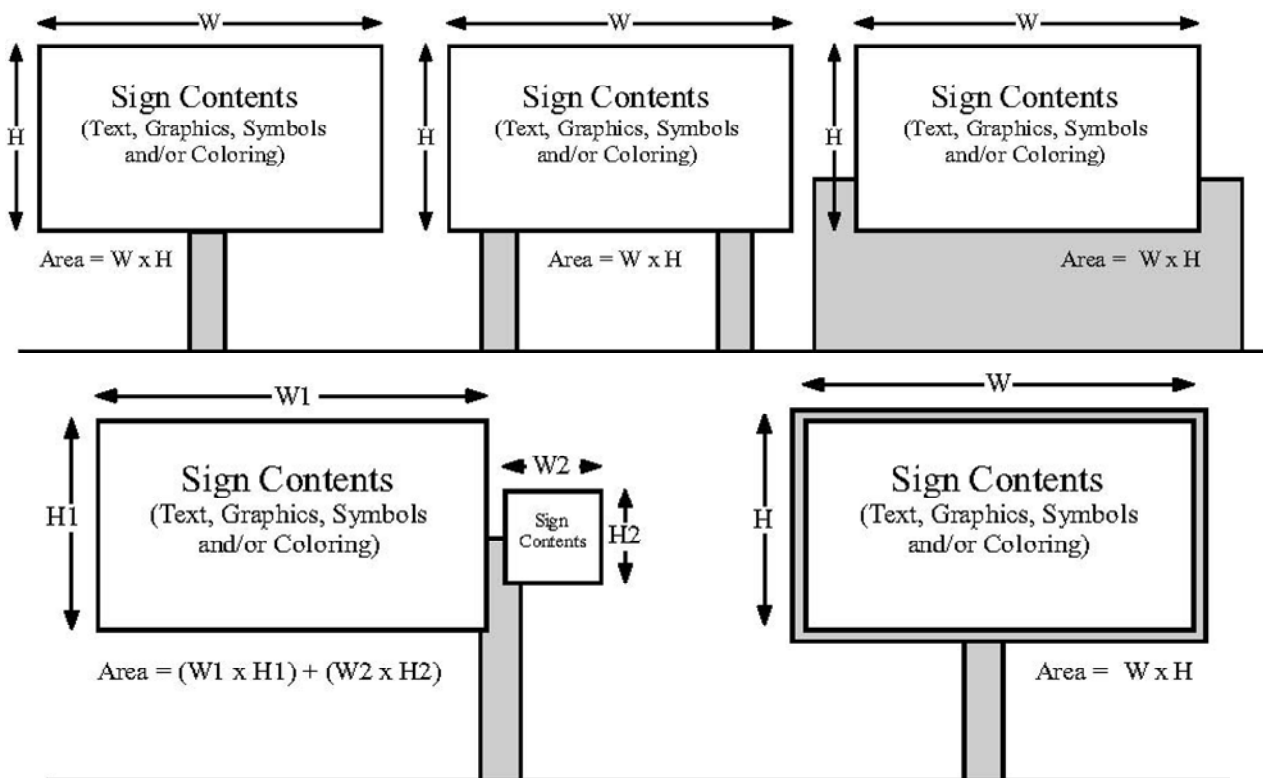 W
W
W
H
Sign Contents
(Text, Graphics, Symbols
and/or Coloring)
H
Sign Contents
(Text, Graphics, Symbols
and/or Coloring)
H
Sign Contents
(Text, Graphics, Symbols
and/or Coloring)
Area = W x H
Area = W x H
Area = W x H
W1
W
H1
Sign Contents
(Text, Graphics, Symbols
and/or Coloring)
W2
Sign
Contents
H2
H
Sign Contents
(Text, Graphics, Symbols
and/or Coloring)
Area = (W1 x H1) + (W2 x H2)
Area = W x H